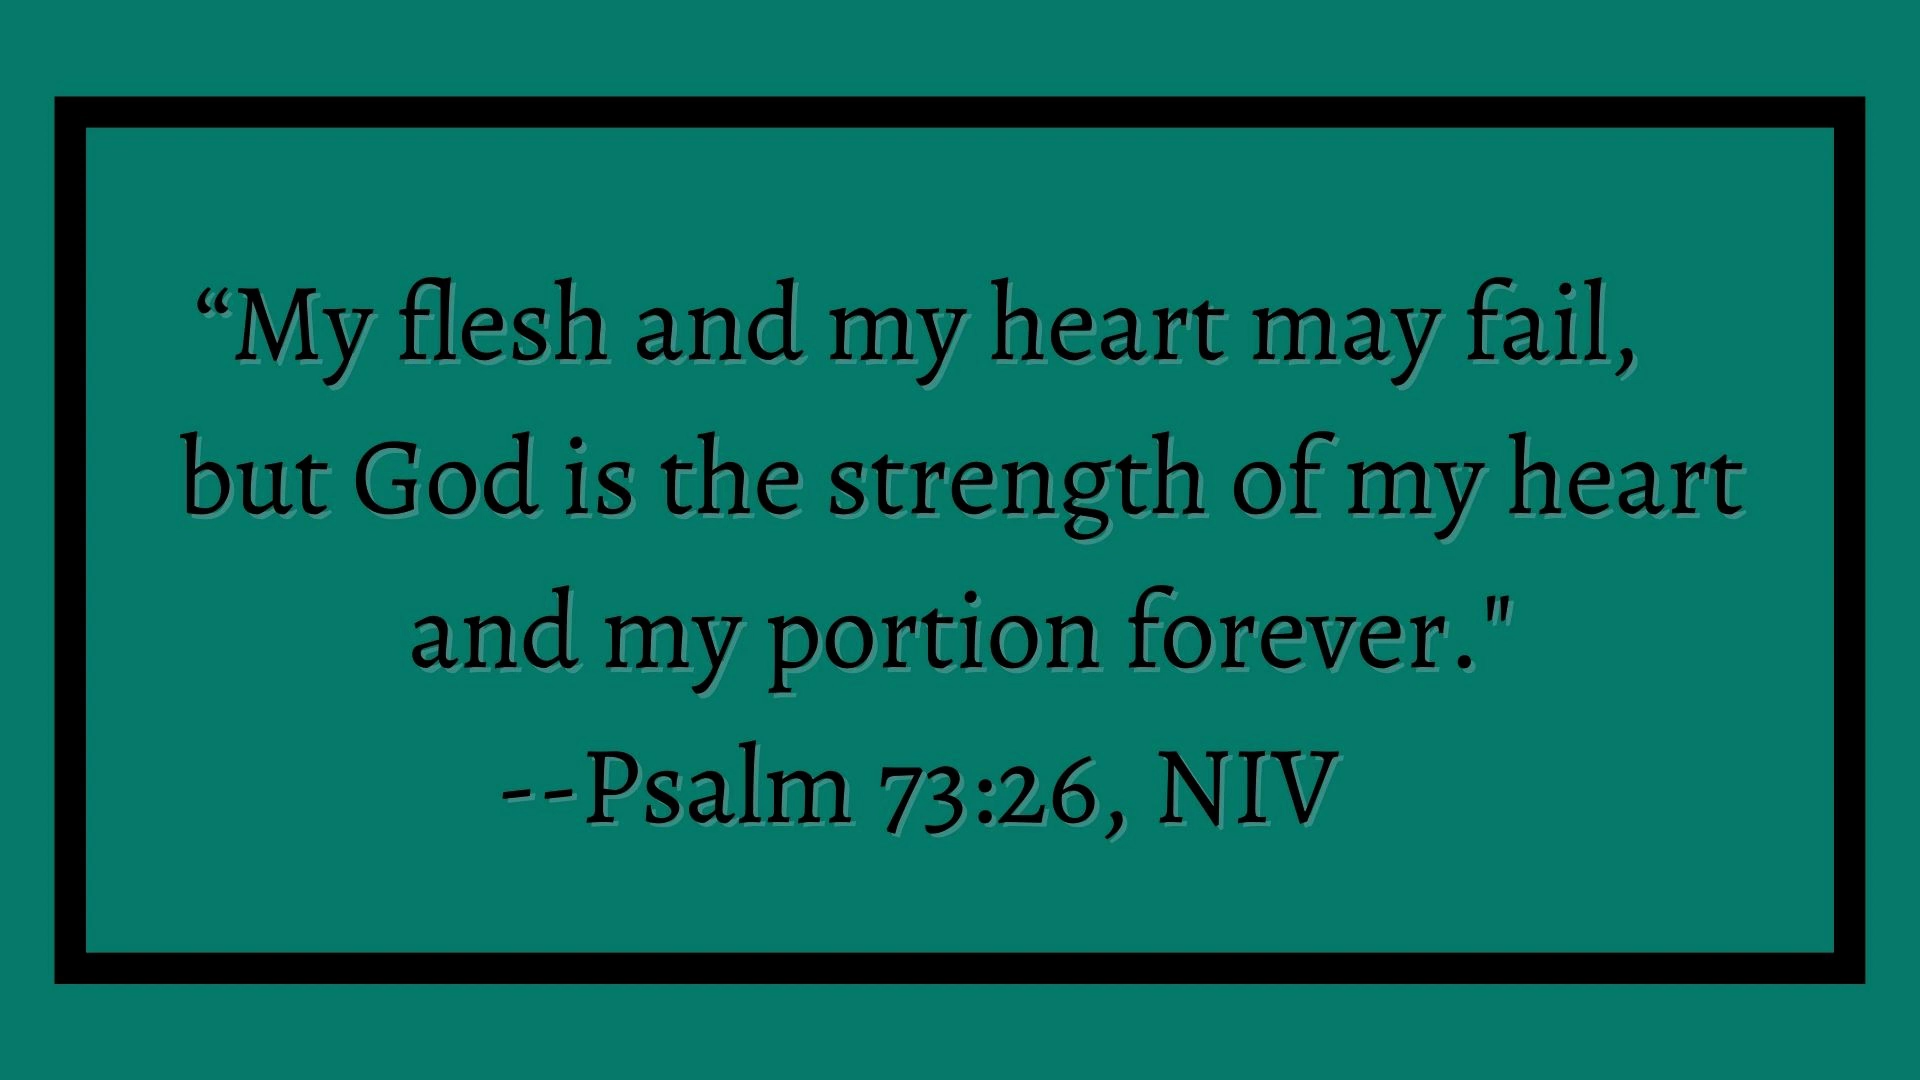 “My flesh and my heart may fail,
but God is the strength of my heart
and my portion forever."
--Psalm 73:26, NIV